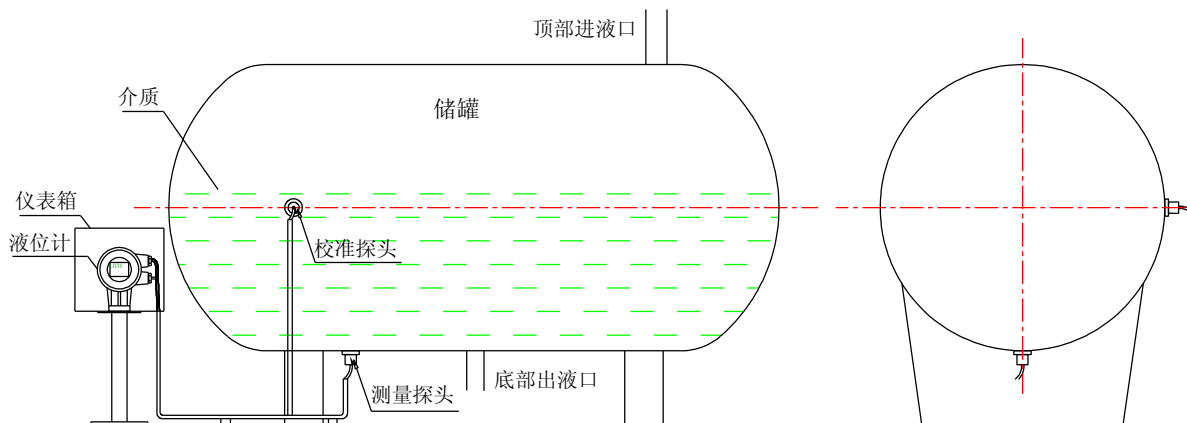 顶部进液口
介质
储罐
仪表箱
液位计
校准探头
底部出液口
测量探头